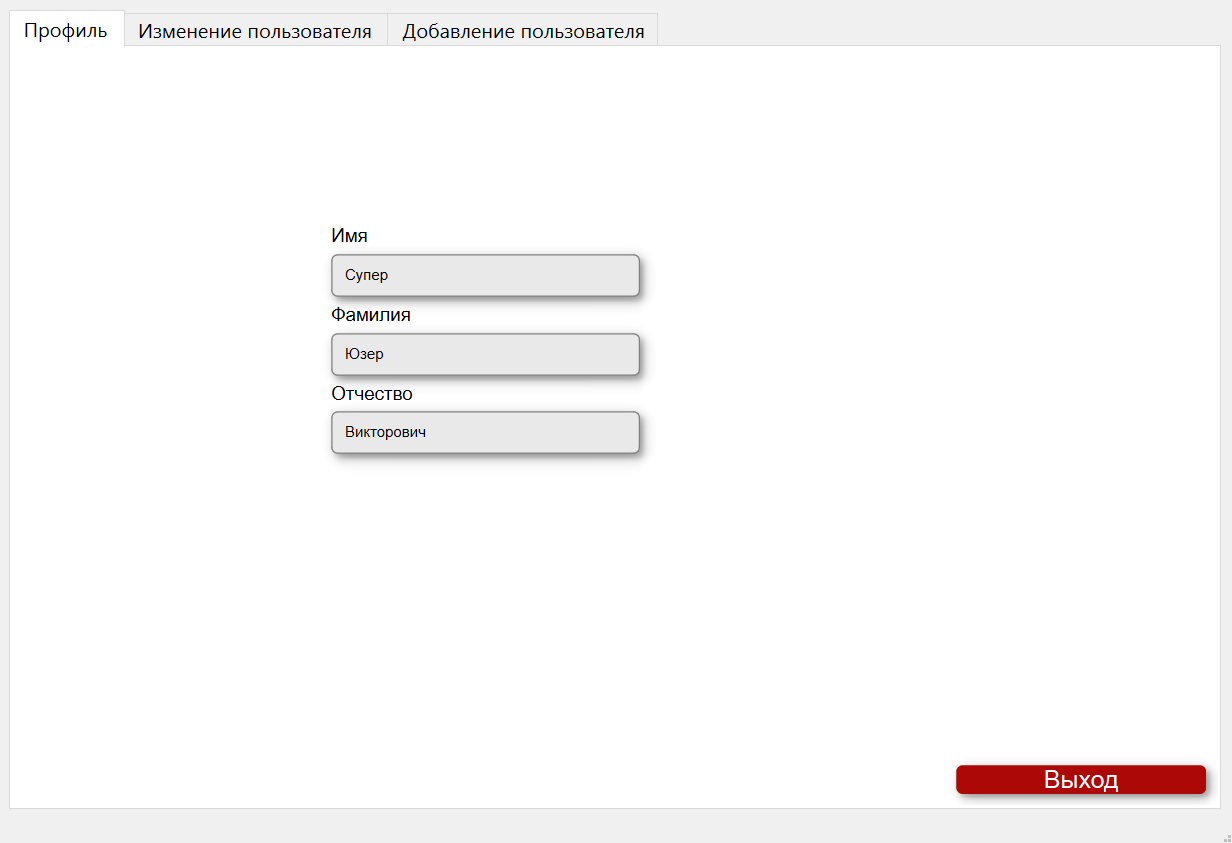 Профиль Изменение пользователя Добавление пользователя
Имя
Супер
Фамилия
Юзер
Отчество
Викторович
Выход